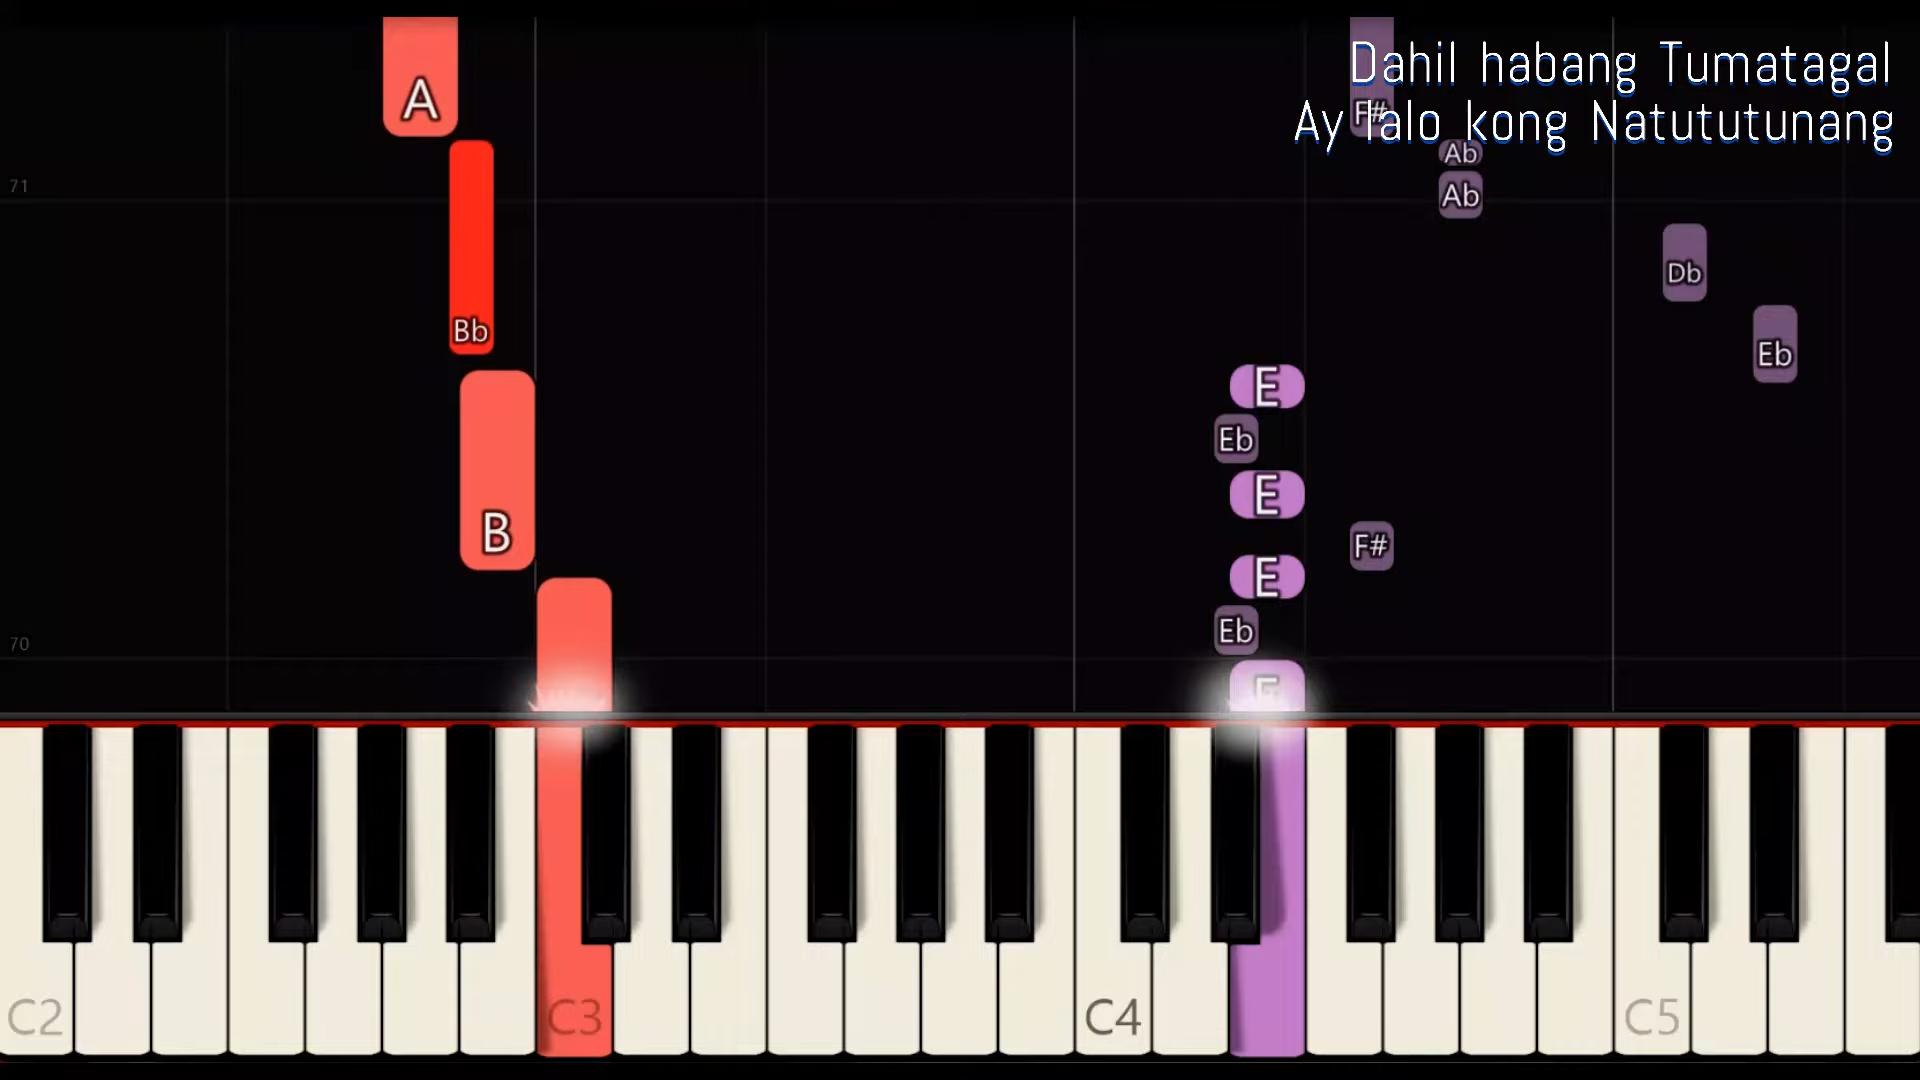 Dahil habang Tumatagal
Ay lalo kong Natututunang
A
F#
Ab
71
Ab
Db
Bb
Eb
E
Eb
E
B
F#
E
Eb
70
E
C2
C3
C4
C5